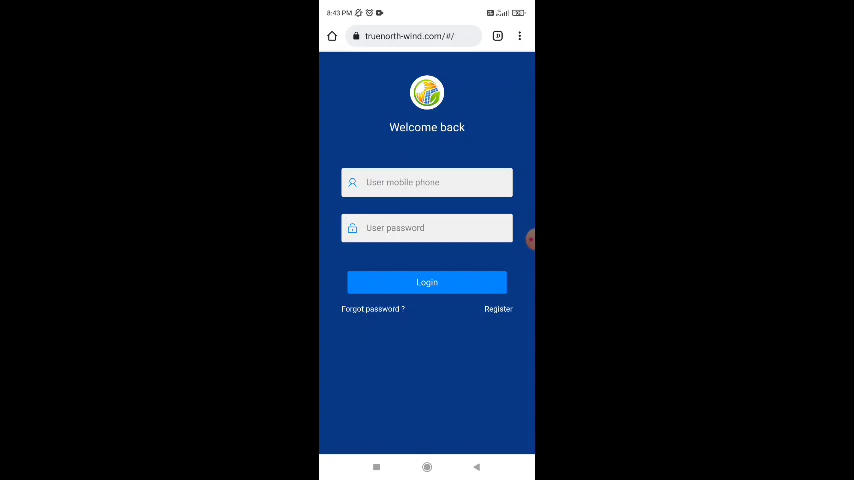 8:43 PM
truenorth-wind.com/#/
Welcome back
User mobile phone
User password
Login
Forgot password ?
Register